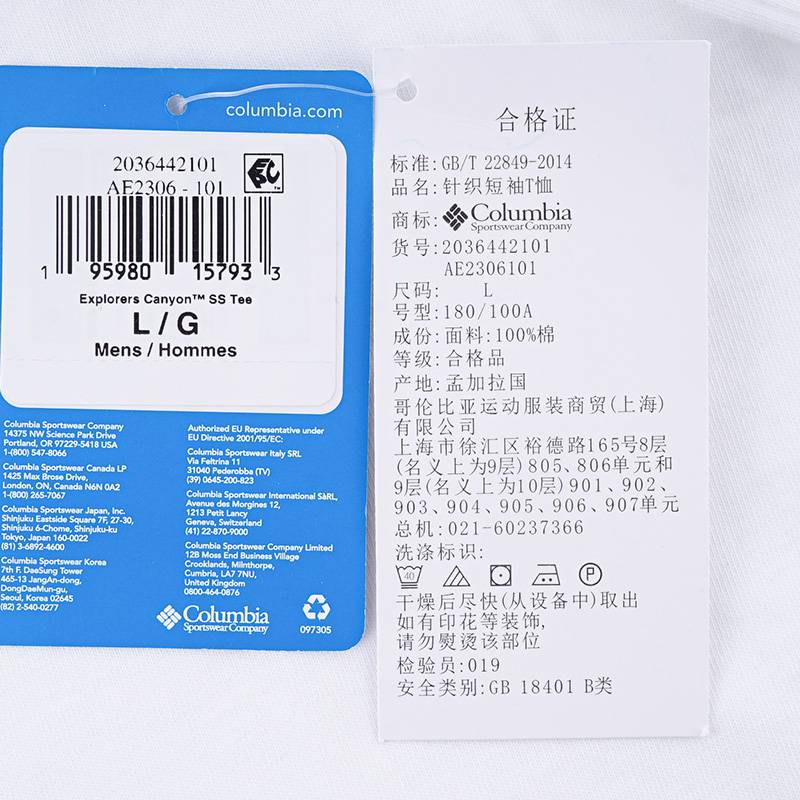 columbia.com
2036442101
AE2306 - 101
1 95980 15793 3
Explorers Canyon™ SS Tee
L / G
Mens / Hommes
Columbia Sportswear Company
14375 NW Science Park Drive
Portland, OR 97229-5418 USA
1-(800) 547-8066
Columbia Sportswear Canada LP
1425 Max Brose Drive,
London, ON, Canada N6N 0A2
1-(800) 265-7067
Columbia Sportswear Japan, Inc.
Shinjuku Eastside Square 7F, 27-30,
Shinjuku 6-Chome, Shinjuku-ku
Tokyo, Japan 160-0022
(81) 3-6892-4600
Columbia Sportswear Korea
7th F. DaeSung Tower
465-13 JangAn-dong,
DongDaeMun-gu,
Seoul, Korea 02640
(82) 2-540-0277
Authorized EU Representative under
EU Directive 2001/95/EC:
Columbia Sportswear Italy SRL
Via Feltrina 11
31040 Pederobba (TV)
(39) 0645-200-823
Columbia Sportswear International SàRL,
Avenue des Morgines 12,
1213 Petit Lancy
Geneva, Switzerland
(41) 22-870-9000
Columbia Sportswear Company Limited
12B Moss End Business Village
Crooklands, Milnthorpe,
Cumbria, LA7 7NU,
United Kingdom
0800-464-0876
Columbia
Sportswear Company
097305
合格证
标准:GB/T 22849-2014
品名:针织短袖T恤
商标:Columbia
Sportswear Company
货号:2036442101
AE2306101
尺码: L
号型:180/100A
成份:面料:100%棉
等级:合格品
产地:孟加拉国
哥伦比亚运动服装商贸(上海)
有限公司
上海市徐汇区裕德路165号8层
(名义上为9层)805、806单元和
9层(名义上为10层)901、902、
903、904、905、906、907单元
总机:021-60237366
洗涤标识:
40 P
干燥后尽快(从设备中)取出
如有印花等装饰,
请勿熨烫该部位
检验员:019
安全类别:GB 18401 B类